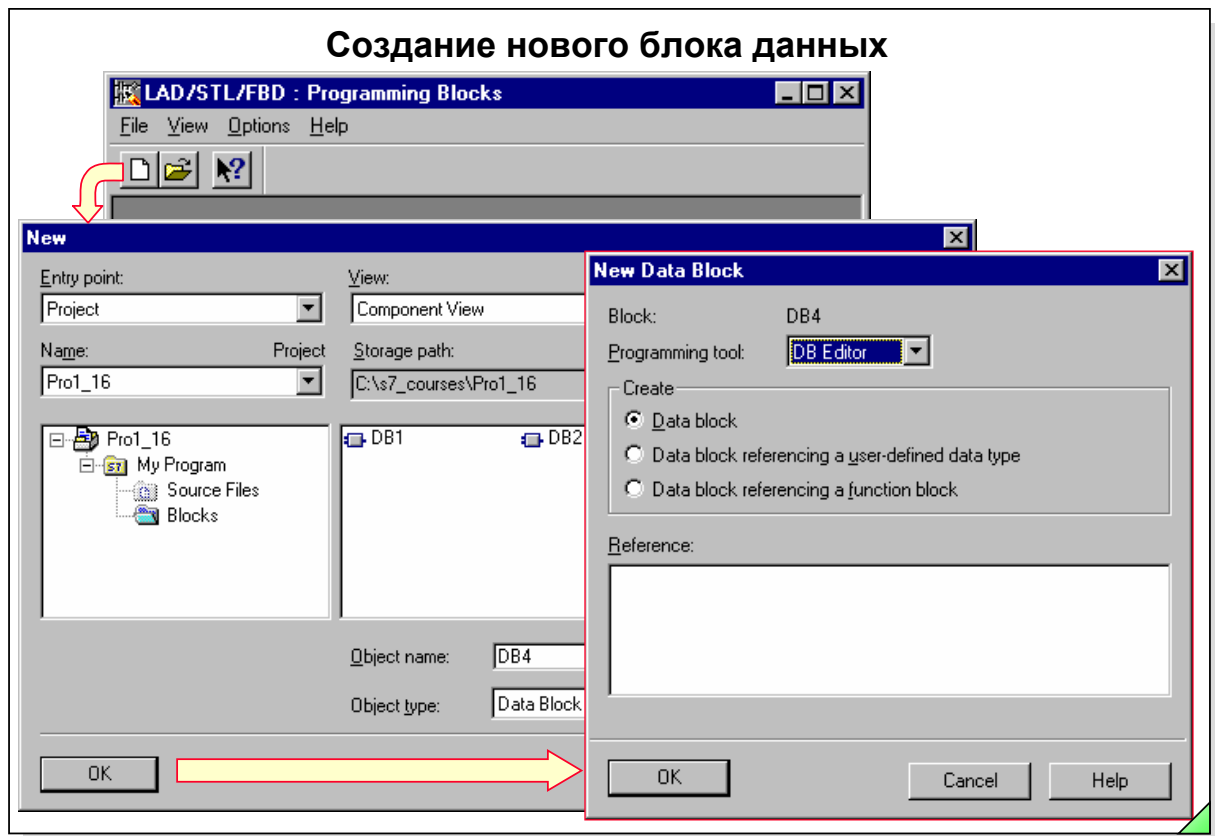 Создание нового блока данных
LAD/STL/FBD : Programming Blocks
File View Options Help
New
Entry point:
View:
Project
Component View
Name: Project
Storage path:
Pro1_16
C:\s7_courses\Pro1_16
Pro1_16
My Program
Source Files
Blocks
DB1 DB2
Object name: DB4
Object type: Data Block
OK
New Data Block
Block: DB4
Programming tool: DB Editor
Create
Data block
Data block referencing a user-defined data type
Data block referencing a function block
Reference:
OK Cancel Help